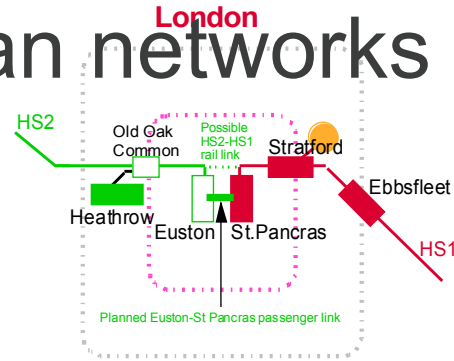 London
an networks
HS2
Old Oak
Common
Possible
HS2-HS1
rail link
Stratford
Ebbsfleet
Heathrow
Euston
St.Pancras
HS1
Planned Euston-St Pancras passenger link